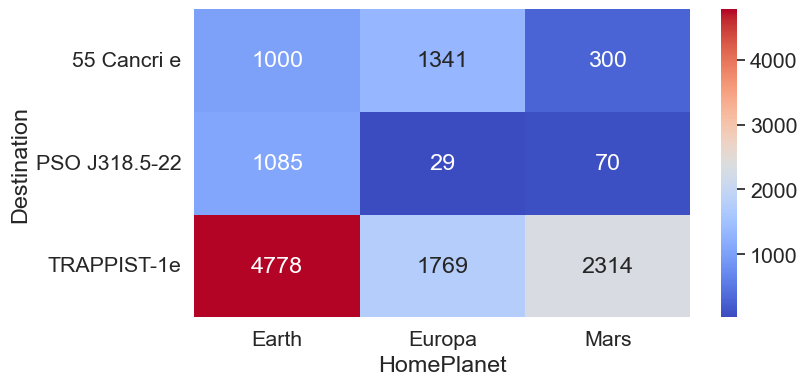 55 Cancri e 1000 1341 300
PSO J318.5-22 1085 29 70
TRAPPIST-1e 4778 1769 2314
Earth Europa Mars
HomePlanet
Destination
4000
3000
2000
1000